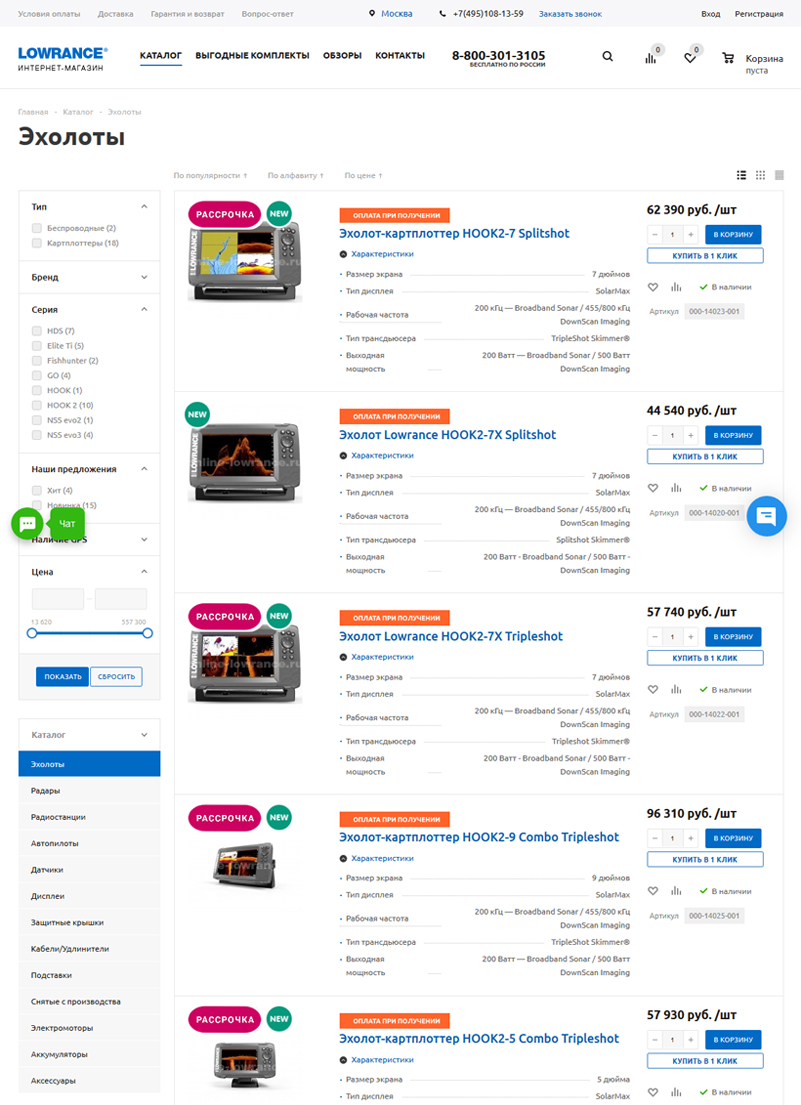 Условия оплаты Доставка Гарантия и возврат Вопрос-ответ Москва +7(495)108-13-59 Заказать звонок Вход Регистрация
LOWRANCE®
ИНТЕРНЕТ-МАГАЗИН
КАТАЛОГ ВЫГОДНЫЕ КОМПЛЕКТЫ ОБЗОРЫ КОНТАКТЫ
8-800-301-3105
БЕСПЛАТНО ПО РОССИИ
0
0
Корзина
пуста
Главная - Каталог - Эхолоты
Эхолоты
По популярности ↑ По алфавиту ↑ По цене ↑
Тип
Беспроводные (2)
Картплоттеры (18)
Бренд
Серия
HDS (7)
Elite Ti (5)
Fishhunter (2)
GO (4)
HOOK (1)
HOOK 2 (10)
NSS evo2 (1)
NSS evo3 (4)
Наши предложения
Хит (4)
Новинка (15)
Чат
Наличие GPS
Цена
13 020 557 300
ПОКАЗАТЬ СБРОСИТЬ
Каталог
Эхолоты
Радары
Радиостанции
Автопилоты
Датчики
Дисплеи
Защитные крышки
Кабели/Удлинители
Подставки
Снятые с производства
Электромоторы
Аккумуляторы
Аксессуары
РАССРОЧКА NEW
LOWRANCE
ОПЛАТА ПРИ ПОЛУЧЕНИИ
Эхолот-картплоттер HOOK2-7 Splitshot
Характеристики
Размер экрана 7 дюймов
Тип дисплея SolarMax
Рабочая частота 200 кГц — Broadband Sonar / 455/800 кГц
DownScan Imaging
Тип трансдьюсера TripleShot Skimmer®
Выходная 200 Ватт — Broadband Sonar / 500 Ватт
мощность DownScan Imaging
62 390 руб. /шт
− 1 + В КОРЗИНУ
КУПИТЬ В 1 КЛИК
В наличии
Артикул 000-14023-001
NEW
LOWRANCE
online-lowrance.ru
ОПЛАТА ПРИ ПОЛУЧЕНИИ
Эхолот Lowrance HOOK2-7X Splitshot
Характеристики
Размер экрана 7 дюймов
Тип дисплея SolarMax
Рабочая частота 200 кГц — Broadband Sonar / 455/800 кГц
DownScan Imaging
Тип трансдьюсера Splitshot Skimmer®
Выходная 200 Ватт - Broadband Sonar / 500 Ватт -
мощность DownScan Imaging
44 540 руб. /шт
− 1 + В КОРЗИНУ
КУПИТЬ В 1 КЛИК
В наличии
Артикул 000-14020-001
РАССРОЧКА NEW
LOWRANCE
online-lowrance.ru
ОПЛАТА ПРИ ПОЛУЧЕНИИ
Эхолот Lowrance HOOK2-7X Tripleshot
Характеристики
Размер экрана 7 дюймов
Тип дисплея SolarMax
Рабочая частота 200 кГц — Broadband Sonar / 455/800 кГц
DownScan Imaging
Тип трансдьюсера Tripleshot Skimmer®
Выходная 200 Ватт - Broadband Sonar / 500 Ватт -
мощность DownScan Imaging
57 740 руб. /шт
− 1 + В КОРЗИНУ
КУПИТЬ В 1 КЛИК
В наличии
Артикул 000-14022-001
РАССРОЧКА NEW
ОПЛАТА ПРИ ПОЛУЧЕНИИ
Эхолот-картплоттер HOOK2-9 Combo Tripleshot
Характеристики
Размер экрана 9 дюймов
Тип дисплея SolarMax
Рабочая частота 200 кГц — Broadband Sonar / 455/800 кГц
DownScan Imaging
Тип трансдьюсера TripleShot Skimmer®
Выходная 200 Ватт — Broadband Sonar / 500 Ватт
мощность DownScan Imaging
96 310 руб. /шт
− 1 + В КОРЗИНУ
КУПИТЬ В 1 КЛИК
В наличии
Артикул 000-14025-001
РАССРОЧКА NEW
ОПЛАТА ПРИ ПОЛУЧЕНИИ
Эхолот-картплоттер HOOK2-5 Combo Tripleshot
Характеристики
Размер экрана 5 дюйма
Тип дисплея SolarMax
57 930 руб. /шт
− 1 + В КОРЗИНУ
КУПИТЬ В 1 КЛИК
В наличии